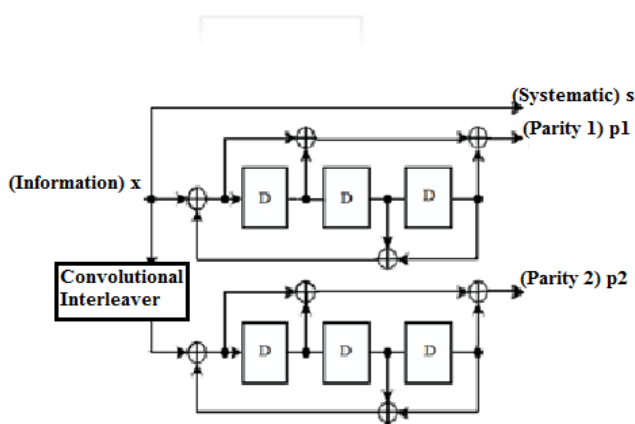 (Systematic) s
(Parity 1) p1
(Information) x
D D D
Convolutional
Interleaver
(Parity 2) p2
D D D